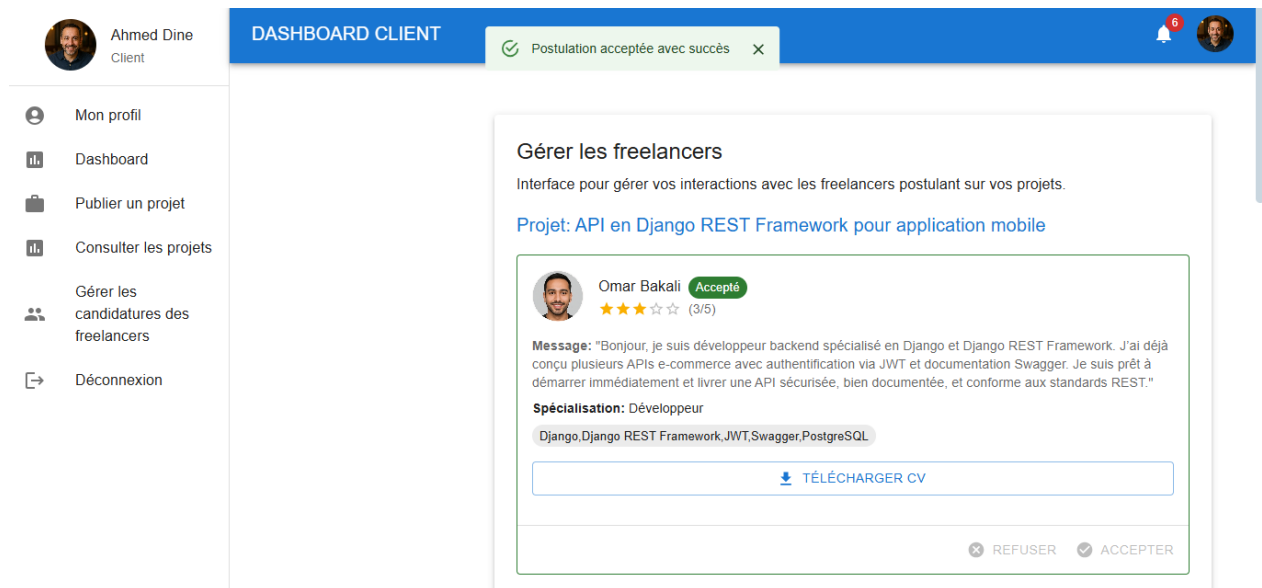 Ahmed Dine
Client
DASHBOARD CLIENT
Postulation acceptée avec succès
6
Mon profil
Dashboard
Publier un projet
Consulter les projets
Gérer les
candidatures des
freelancers
Déconnexion
Gérer les freelancers
Interface pour gérer vos interactions avec les freelancers postulant sur vos projets.
Projet: API en Django REST Framework pour application mobile
Omar Bakali Accepté
(3/5)
Message: "Bonjour, je suis développeur backend spécialisé en Django et Django REST Framework. J'ai déjà
conçu plusieurs APIs e-commerce avec authentification via JWT et documentation Swagger. Je suis prêt à
démarrer immédiatement et livrer une API sécurisée, bien documentée, et conforme aux standards REST."
Spécialisation: Développeur
Django,Django REST Framework,JWT,Swagger,PostgreSQL
TÉLÉCHARGER CV
REFUSER ACCEPTER